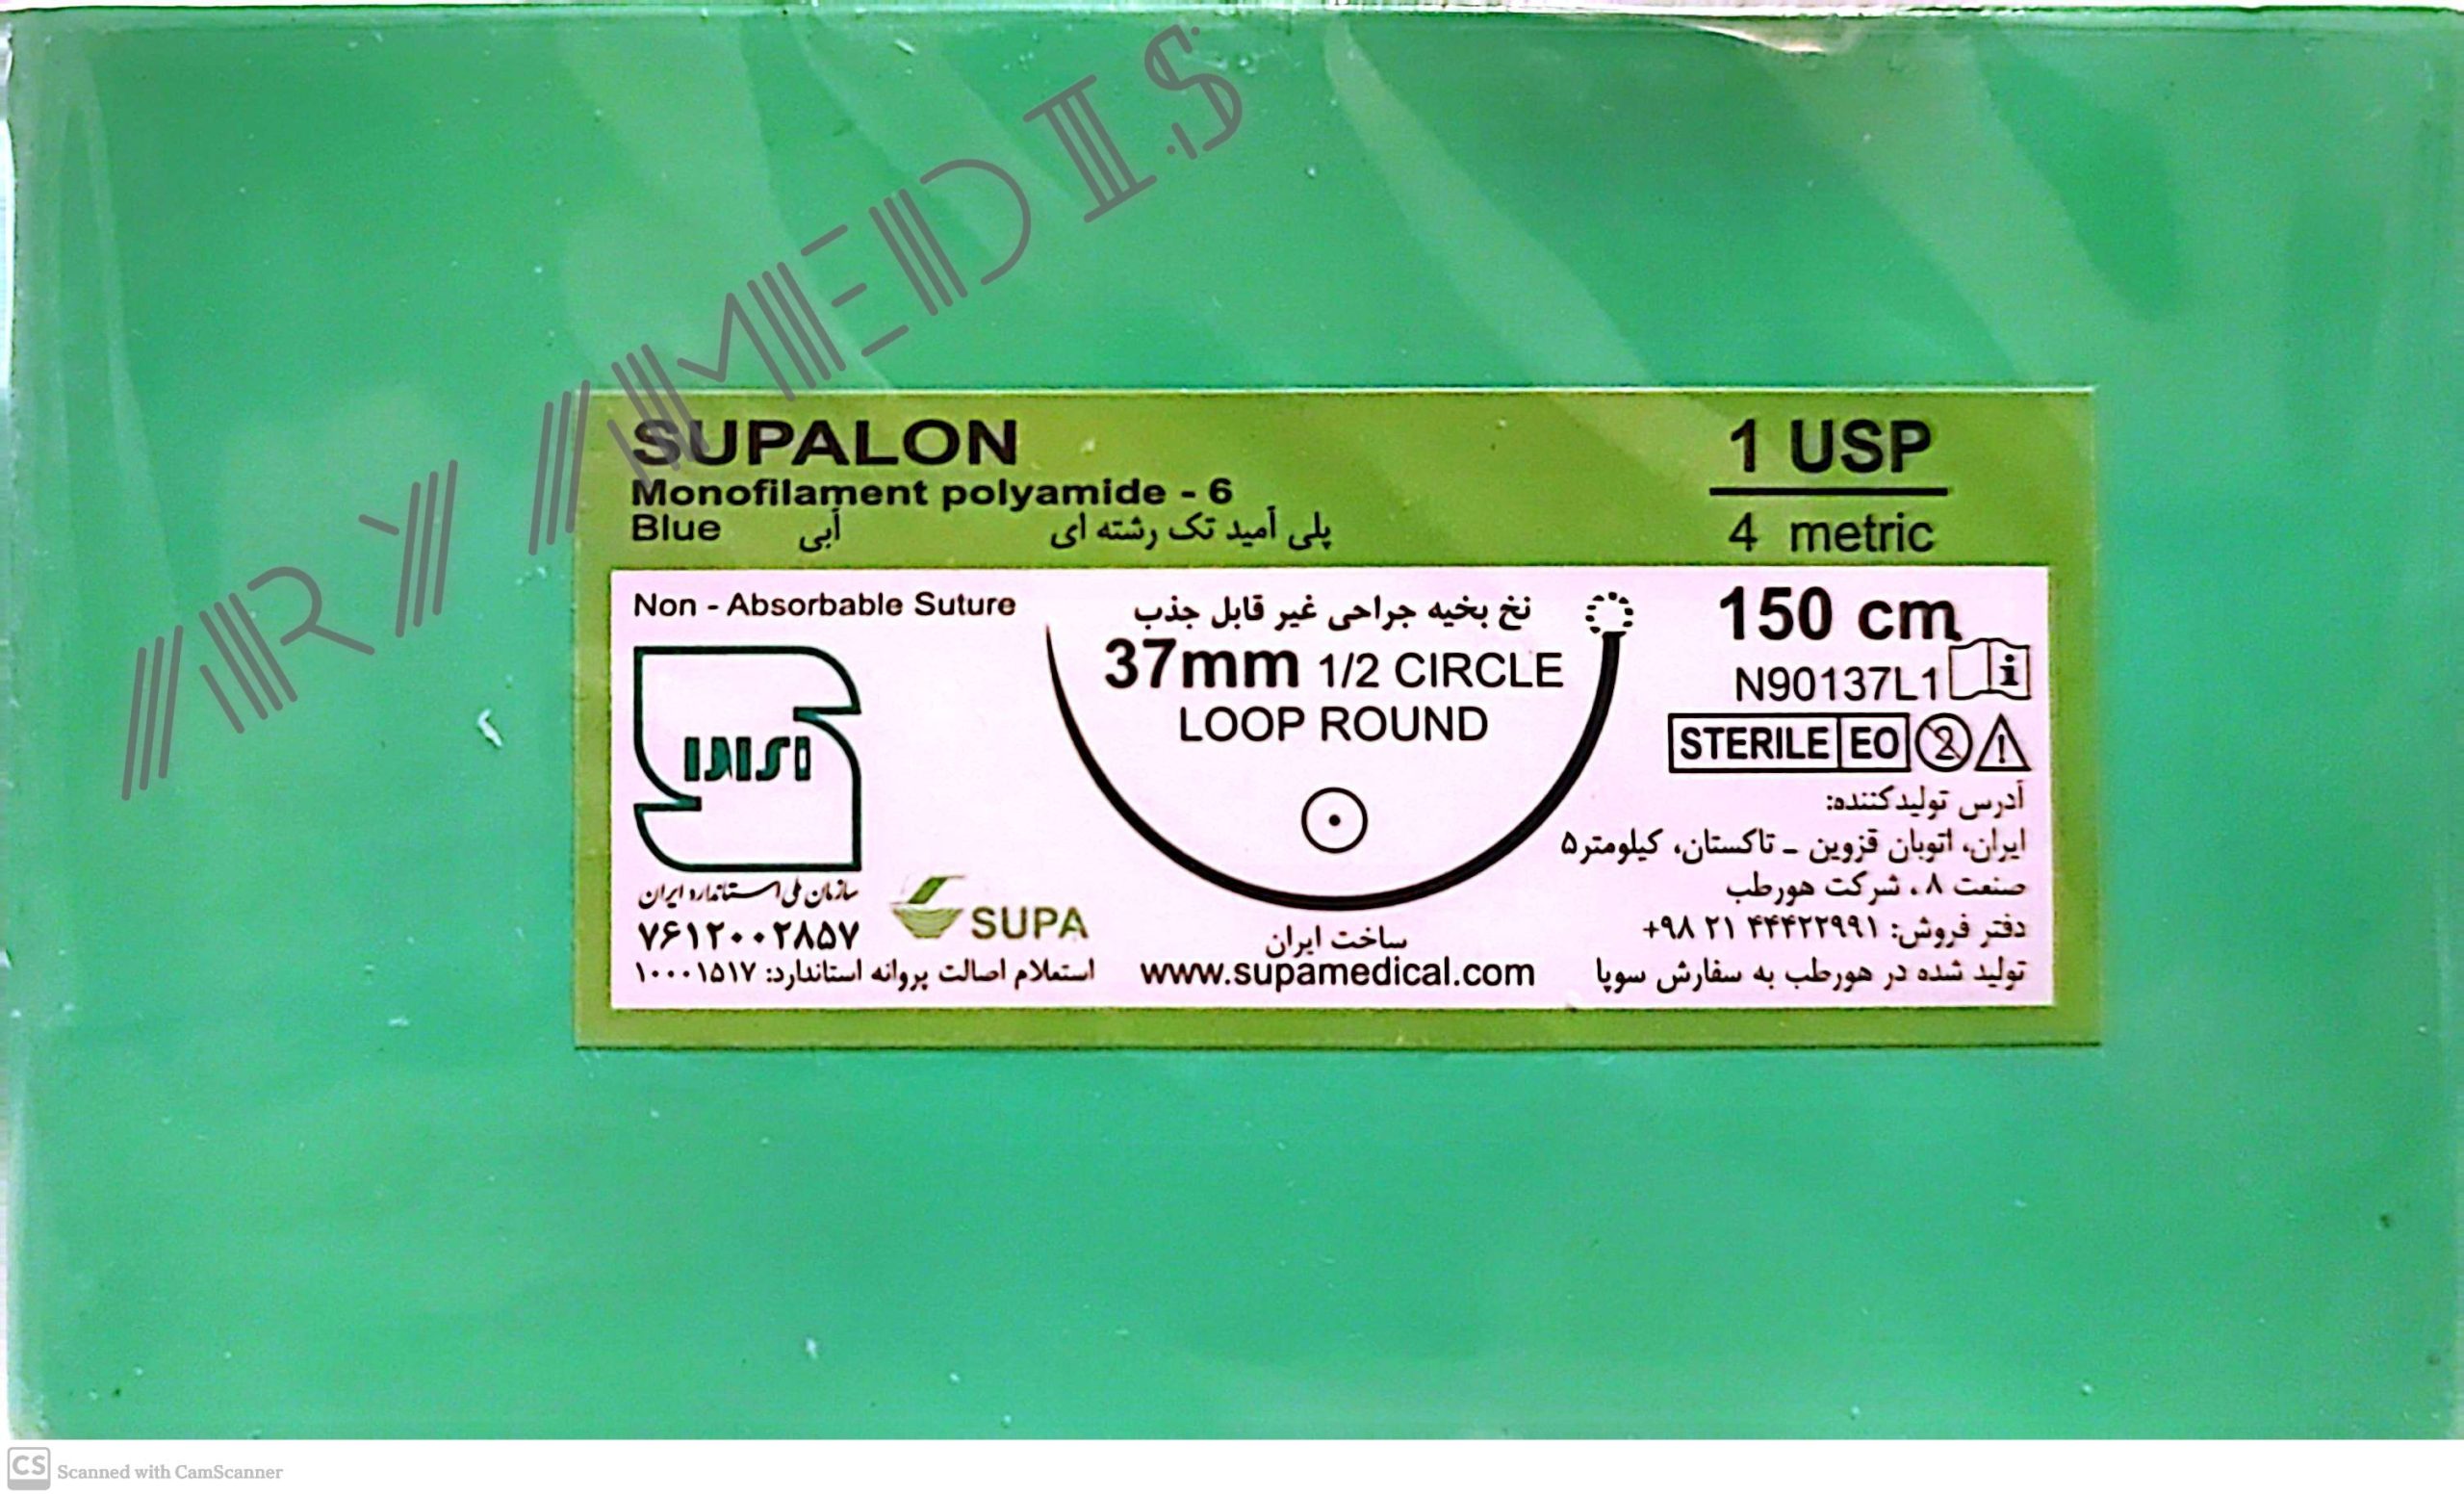 ARYAMEDIS
SUPALON
Monofilament polyamide - 6
Blue آبی پلی آمید تک رشته ای
1 USP
4 metric
Non - Absorbable Suture
نخ بخیه جراحی غیر قابل جذب
37mm 1/2 CIRCLE
LOOP ROUND
150 cm
N90137L1
STERILE EO
2
آدرس تولیدکننده:
ایران، اتوبان قزوین - تاکستان، کیلومتر۵
صنعت ۸، شرکت هورطب
دفتر فروش: ۴۴۴۲۲۹۹۱ ۲۱ ۹۸+
تولید شده در هورطب به سفارش سوپا
سازمان ملی استاندارد ایران
۷۶۱۲۰۰۲۸۵۷
استعلام اصالت پروانه استاندارد: ۱۰۰۰۱۵۱۷
SUPA
ساخت ایران
www.supamedical.com
CS Scanned with CamScanner